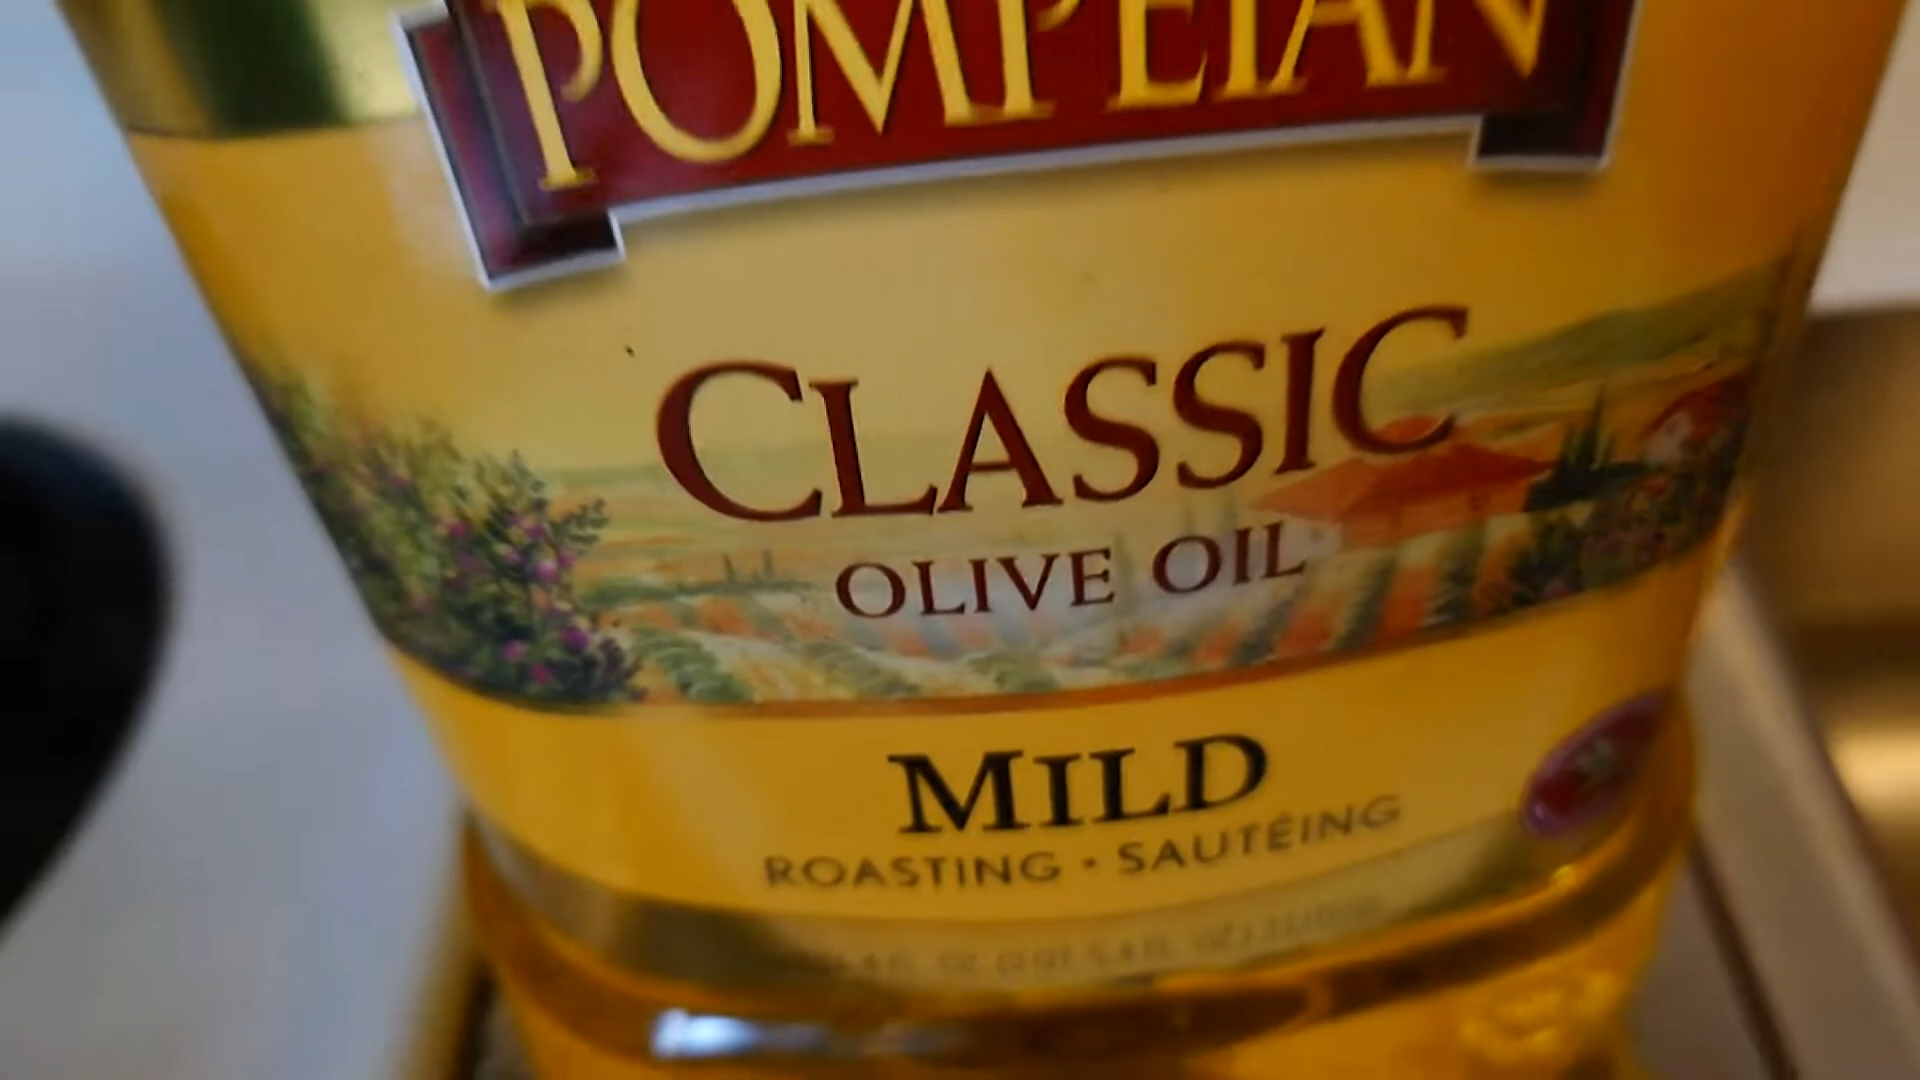 POMPEIAN
CLASSIC
OLIVE OIL
MILD
ROASTING • SAUTÉING